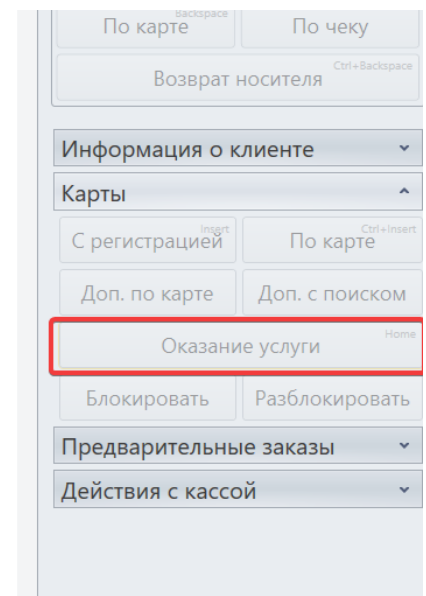 Backspace
По карте По чеку
Ctrl+Backspace
Возврат носителя
Информация о клиенте
Карты
Insert Ctrl+Insert
С регистрацией По карте
Доп. по карте Доп. с поиском
Home
Оказание услуги
Блокировать Разблокировать
Предварительные заказы
Действия с кассой